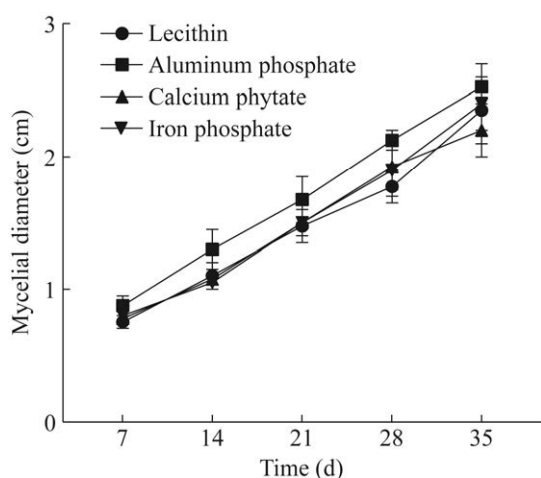 Lecithin
Aluminum phosphate
Calcium phytate
Iron phosphate
Mycelial diameter (cm)
3
2
1
0
7 14 21 28 35
Time (d)